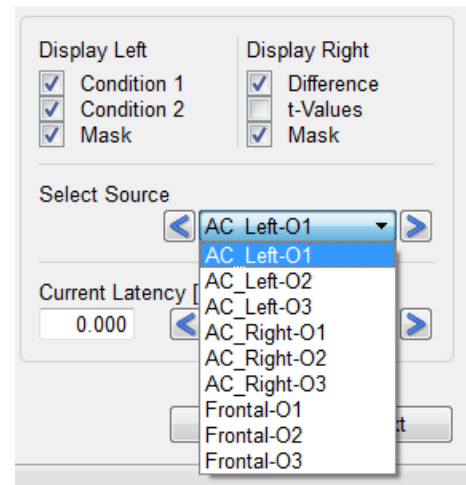 Display Left
Display Right
Condition 1
Difference
Condition 2
t-Values
Mask
Mask
Select Source
AC_Left-O1
AC_Left-O1
AC_Left-O2
Current Latency [
AC_Left-O3
0.000
AC_Right-O1
AC_Right-O2
AC_Right-O3
Frontal-O1
Frontal-O2
Frontal-O3